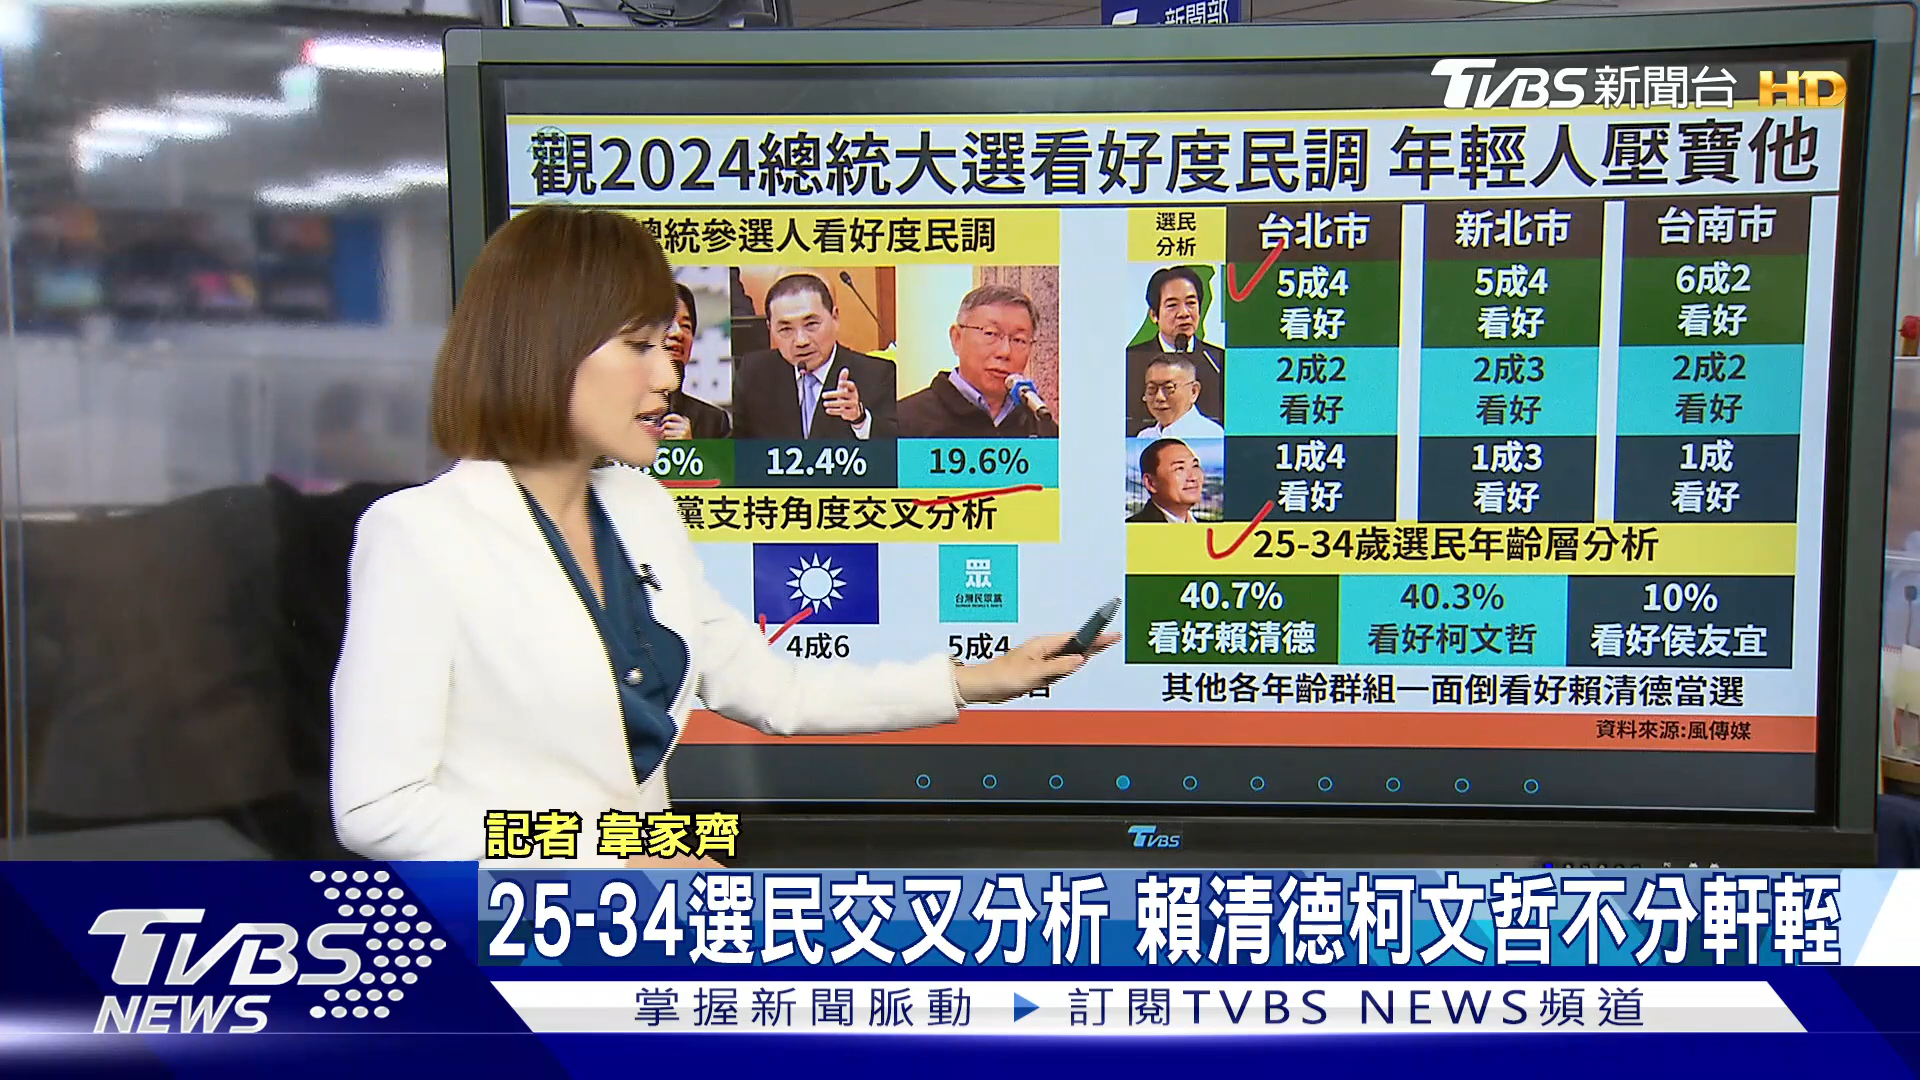 新聞部
TVBS新聞台 HD
觀2024總統大選看好度民調 年輕人壓寶他
總統參選人看好度民調
.6%
12.4%
19.6%
黨支持角度交叉分析
眾
台灣民眾黨
4成6
5成4
選民
分析
台北市
新北市
台南市
5成4
看好
5成4
看好
6成2
看好
2成2
看好
2成3
看好
2成2
看好
1成4
看好
1成3
看好
1成
看好
25-34歲選民年齡層分析
40.7%
看好賴清德
40.3%
看好柯文哲
10%
看好侯友宜
其他各年齡群組一面倒看好賴清德當選
資料來源:風傳媒
TVBS
記者 韋家齊
25-34選民交叉分析 賴清德柯文哲不分軒輊
TVBS
NEWS
掌握新聞脈動 ▶ 訂閱TVBS NEWS頻道